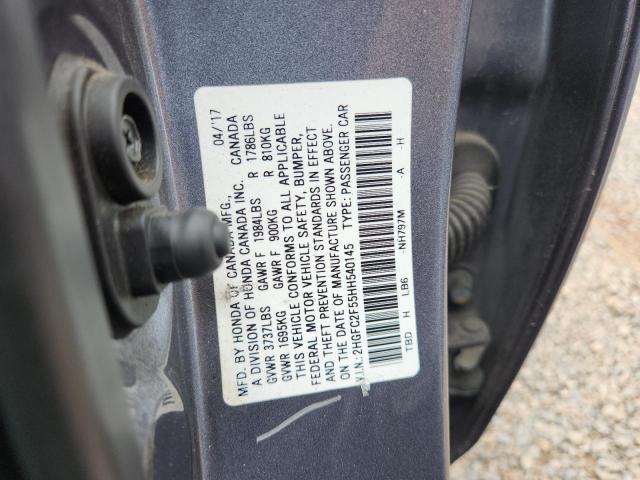 MFD. BY HONDA OF CANADA MFG., 04/'17
A DIVISION OF HONDA CANADA INC. CANADA
GVWR 3737LBS GAWR F 1984LBS R 1786LBS
GVWR 1695KG GAWR F 900KG R 810KG
THIS VEHICLE CONFORMS TO ALL APPLICABLE
FEDERAL MOTOR VEHICLE SAFETY, BUMPER,
AND THEFT PREVENTION STANDARDS IN EFFECT
ON THE DATE OF MANUFACTURE SHOWN ABOVE.
V.I.N.: 2HGFC2F55HH540145 TYPE: PASSENGER CAR
TBD H LB6 -NH797M -A -H